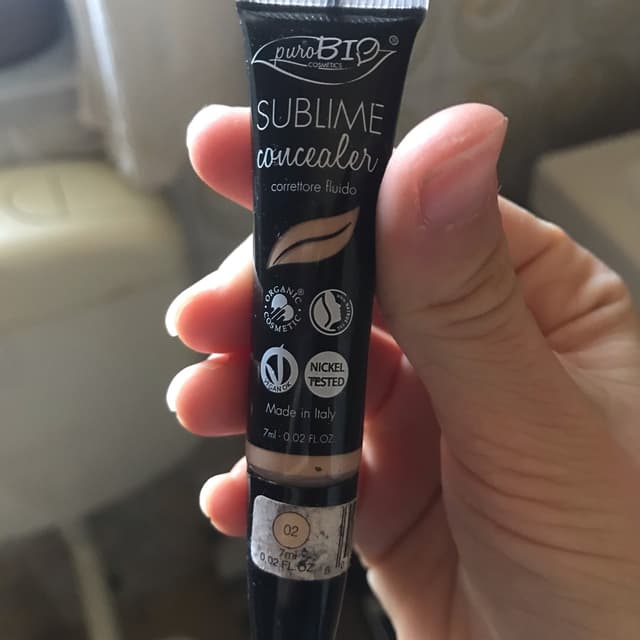 puroBIO®
COSMETICS
SUBLIME
concealer
correttore fluido
ORGANIC®
COSMETIC
VEGAN OK
NICKEL
TESTED
Made in Italy
7ml - 0.02 FL.OZ.
02
7ml
0.02 FL.OZ.